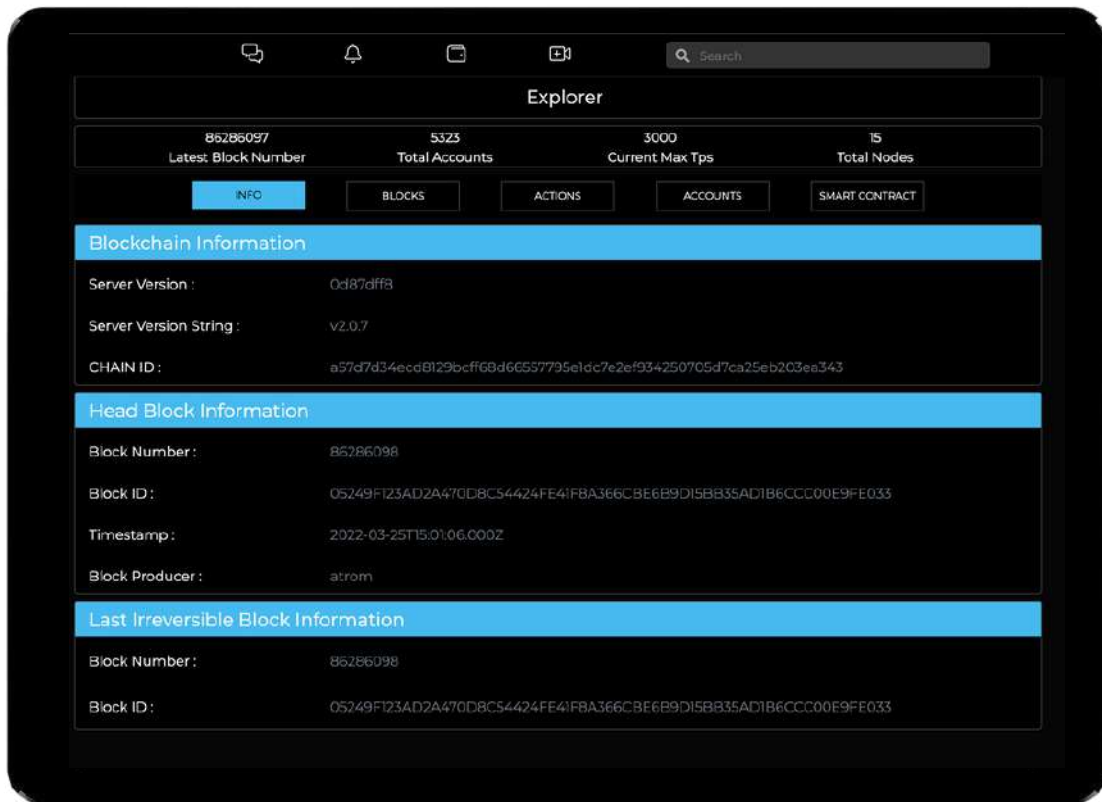 Search
Explorer
86286097 5323 3000 15
Latest Block Number Total Accounts Current Max Tps Total Nodes
INFO BLOCKS ACTIONS ACCOUNTS SMART CONTRACT
Blockchain Information
Server Version : 0d87dff8
Server Version String : v2.0.7
CHAIN ID : a57d7d34ecd8129bcff68d66557795e1dc7e2ef934250705d7ca25eb203ea343
Head Block Information
Block Number : 86286098
Block ID : 05249F123AD2A470D8C54424FE41F8A366CBE6B9D15BB35AD1B6CCC00E9FE033
Timestamp : 2022-03-25T15:01:06.000Z
Block Producer : atrom
Last Irreversible Block Information
Block Number : 86286098
Block ID : 05249F123AD2A470D8C54424FE41F8A366CBE6B9D15BB35AD1B6CCC00E9FE033